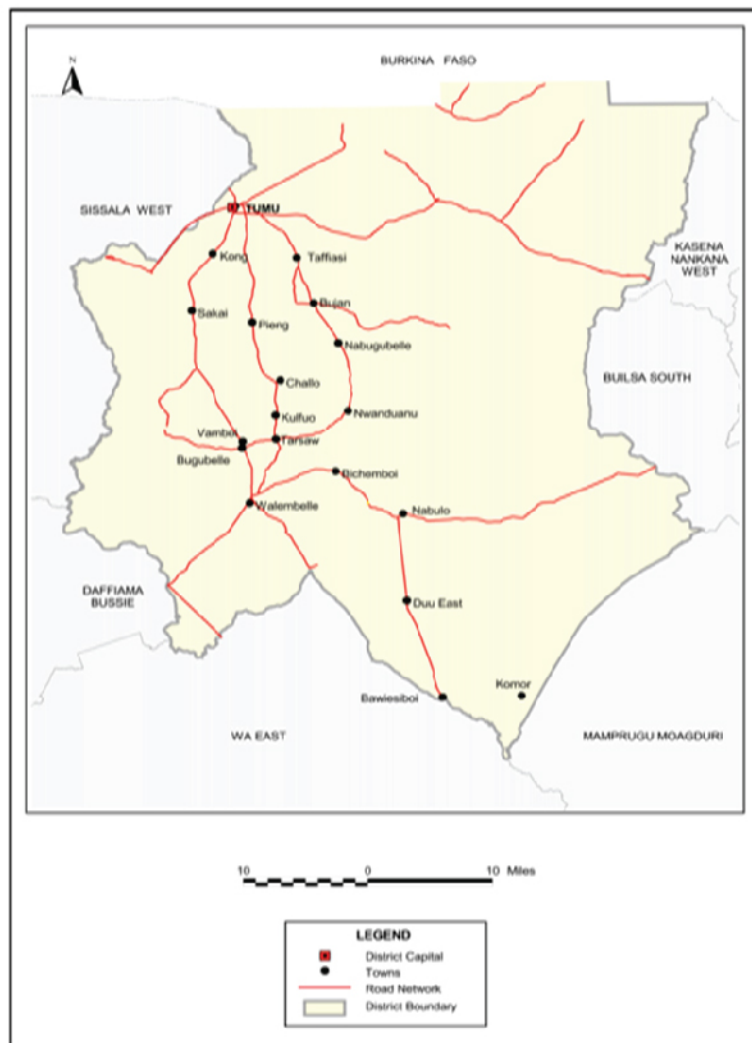 BURKINA FASO
N
SISSALA WEST
TUMU
KASENA
NANKANA
WEST
Kong
Taffiasi
Sakai
Bujan
Pieng
Nabugubelle
BUILSA SOUTH
Challo
Kulfuo
Nwanduanu
Vamboi
Tarsaw
Bugubelle
Bichemboi
Walembelle
Nabulo
DAFFIAMA
BUSSIE
Duu East
Bawiesiboi
Komor
WA EAST
MAMPRUGU MOAGDURI
10 0 10 Miles
LEGEND
District Capital
Towns
Road Network
District Boundary